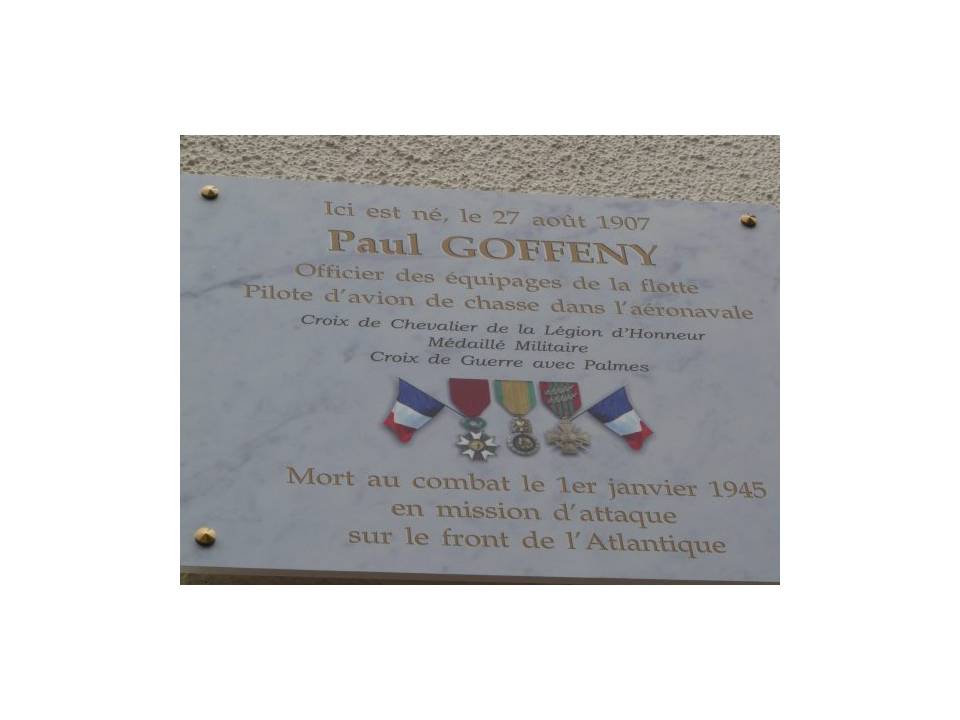 Ici est né, le 27 août 1907
Paul GOFFENY
Officier des équipages de la flotte
Pilote d'avion de chasse dans l'aéronavale
Croix de Chevalier de la Légion d'Honneur
Médaillé Militaire
Croix de Guerre avec Palmes
Mort au combat le 1er janvier 1945
en mission d'attaque
sur le front de l'Atlantique